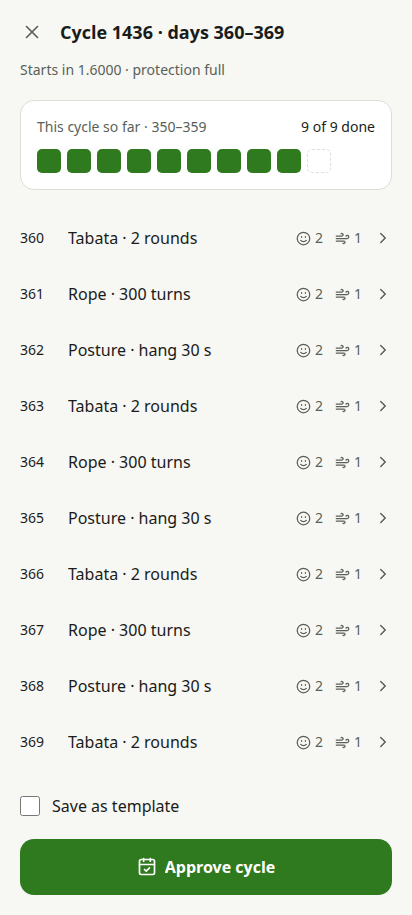 Cycle 1436 · days 360–369
Starts in 1.6000 · protection full
This cycle so far · 350–359 9 of 9 done
360 Tabata · 2 rounds 2 1
361 Rope · 300 turns 2 1
362 Posture · hang 30 s 2 1
363 Tabata · 2 rounds 2 1
364 Rope · 300 turns 2 1
365 Posture · hang 30 s 2 1
366 Tabata · 2 rounds 2 1
367 Rope · 300 turns 2 1
368 Posture · hang 30 s 2 1
369 Tabata · 2 rounds 2 1
Save as template
Approve cycle